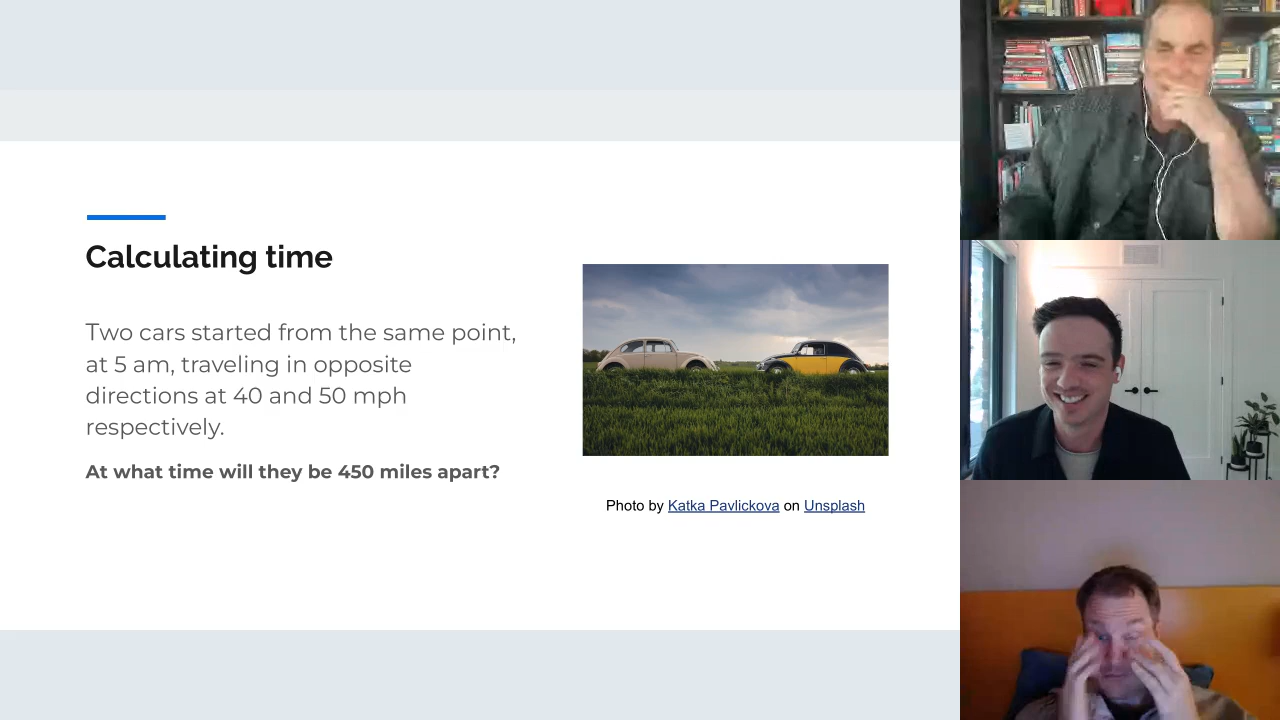 Calculating time
Two cars started from the same point,
at 5 am, traveling in opposite
directions at 40 and 50 mph
respectively.
At what time will they be 450 miles apart?
Photo by Katka Pavlickova on Unsplash